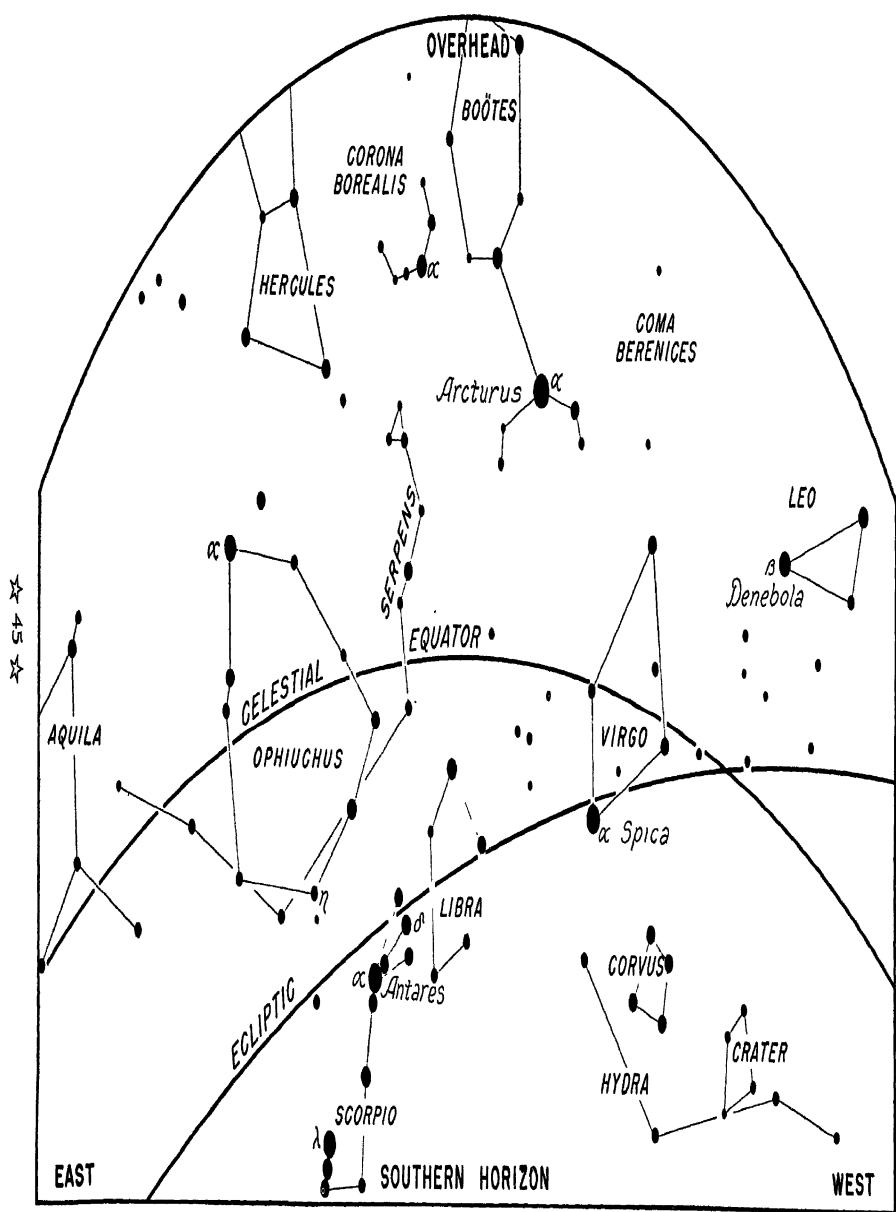 OVERHEAD
BOÖTES
CORONA
BOREALIS
α
HERCULES
COMA
BERENICES
Arcturus α
LEO
α
SERPENS
β
Denebola
☆ 45 ☆
CELESTIAL EQUATOR
AQUILA
OPHIUCHUS
VIRGO
α Spica
η
LIBRA
δ
α Antares
CORVUS
ECLIPTIC
CRATER
HYDRA
SCORPIO
λ
EAST
SOUTHERN HORIZON
WEST